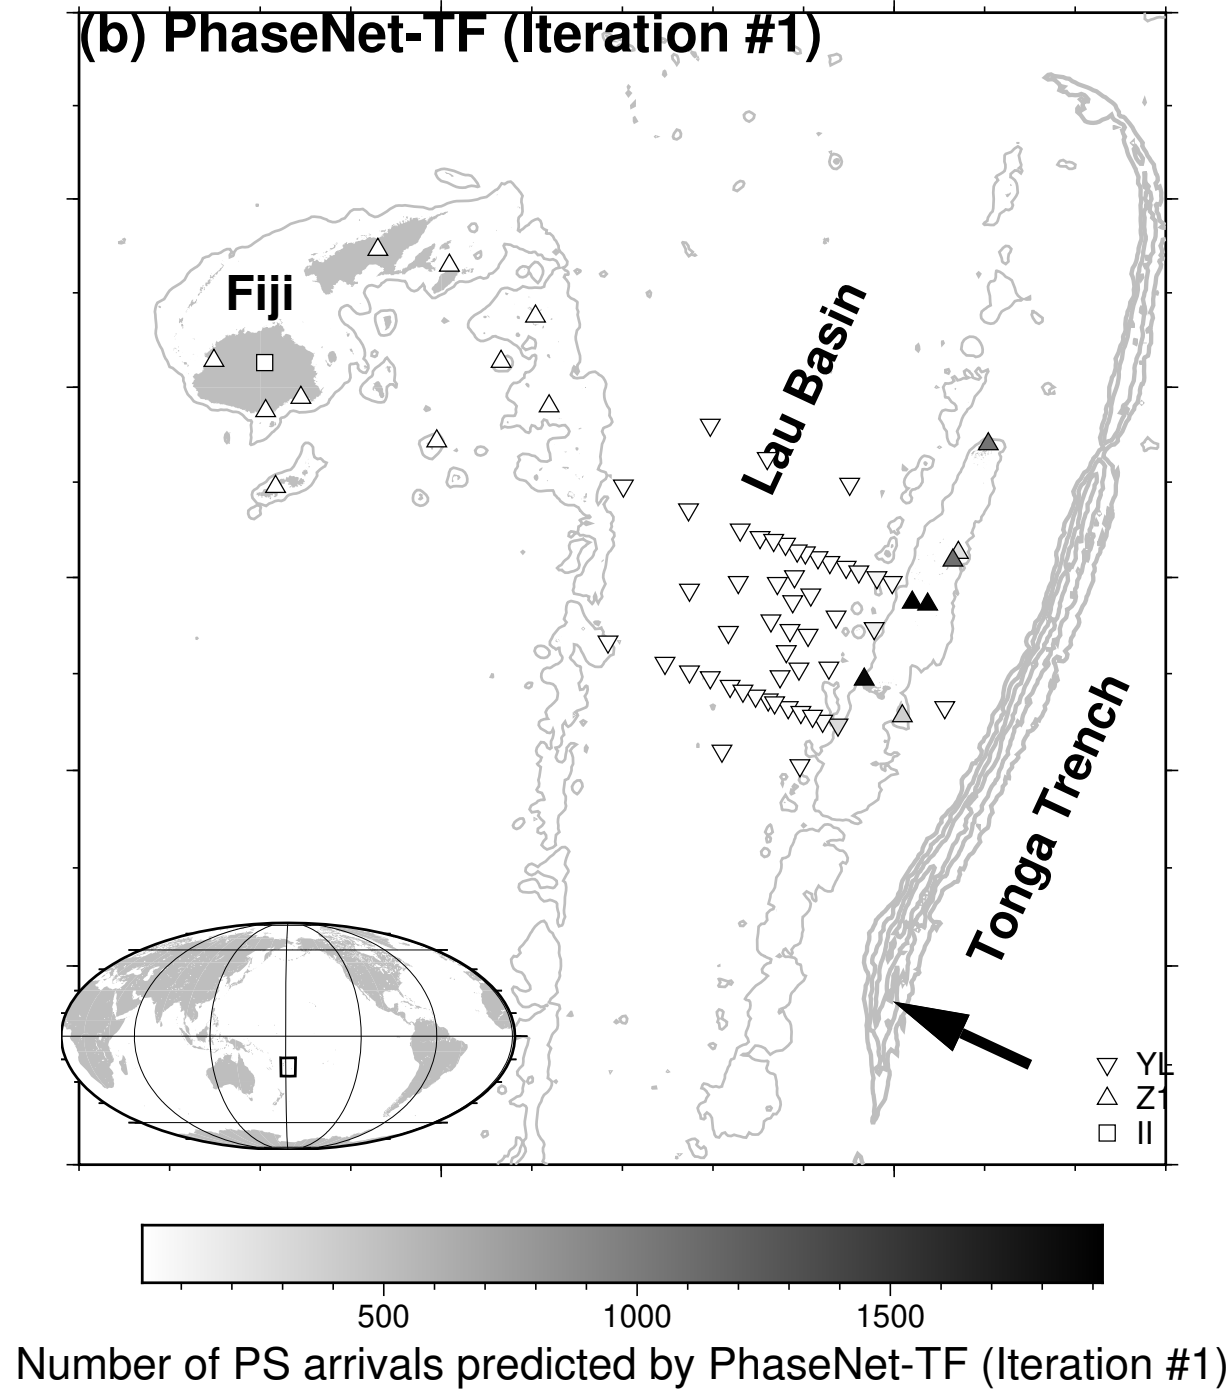 (b) PhaseNet-TF (Iteration #1)
Fiji
Lau Basin
Tonga Trench
YL
Z1
II
500 1000 1500
Number of PS arrivals predicted by PhaseNet-TF (Iteration #1)